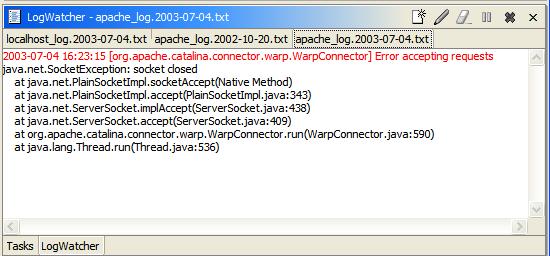 LogWatcher - apache_log.2003-07-04.txt
localhost_log.2003-07-04.txt apache_log.2002-10-20.txt apache_log.2003-07-04.txt
2003-07-04 16:23:15 [org.apache.catalina.connector.warp.WarpConnector] Error accepting requests
java.net.SocketException: socket closed
at java.net.PlainSocketImpl.socketAccept(Native Method)
at java.net.PlainSocketImpl.accept(PlainSocketImpl.java:343)
at java.net.ServerSocket.implAccept(ServerSocket.java:438)
at java.net.ServerSocket.accept(ServerSocket.java:409)
at org.apache.catalina.connector.warp.WarpConnector.run(WarpConnector.java:590)
at java.lang.Thread.run(Thread.java:536)
Tasks LogWatcher